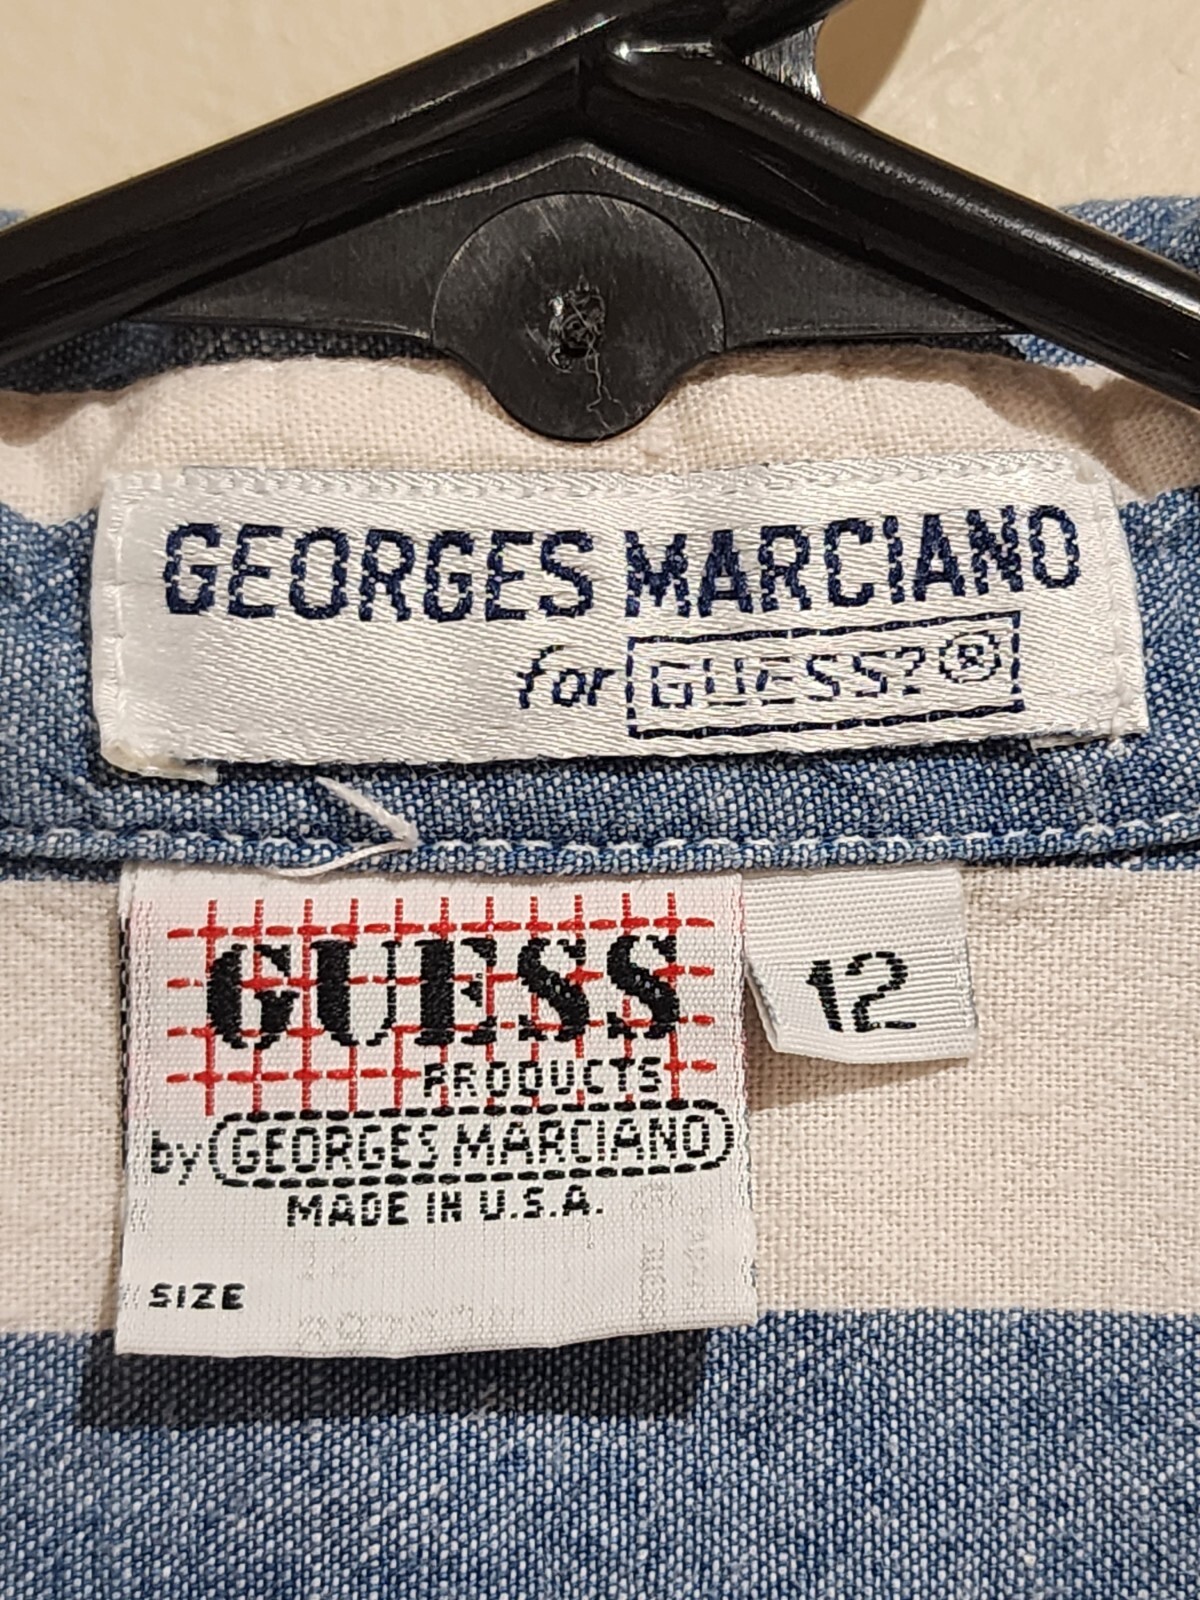 GEORGES MARCIANO
for GUESS?®
GUESS
12
PRODUCTS
by GEORGES MARCIANO
MADE IN U.S.A.
SIZE